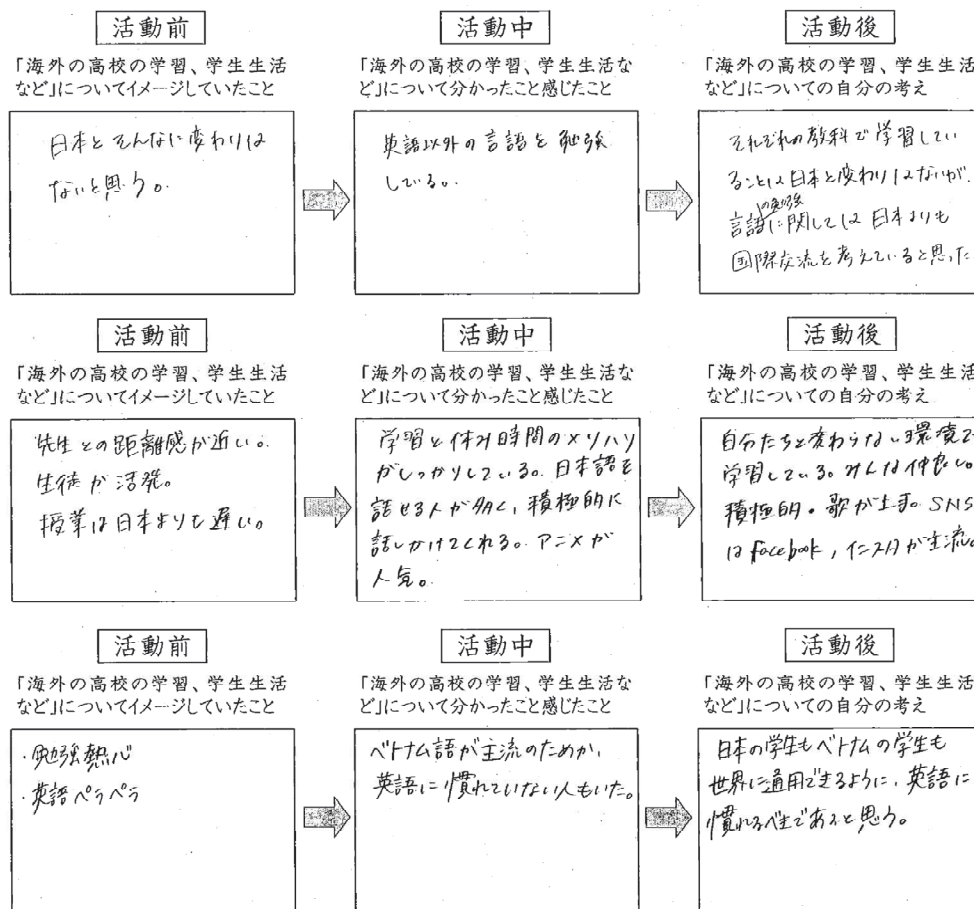 活動前
「海外の高校の学習、学生生活
など」についてイメージしていたこと
日本とそんなに変わりは
ないと思う。
活動中
「海外の高校の学習、学生生活な
ど」について分かったこと感じたこと
英語以外の言語を勉強
している。
活動後
「海外の高校の学習、学生生活
など」についての自分の考え
それぞれの教科で学習してい
ることは日本と変わりはないが、
の勉強
言語に関しては日本よりも
国際交流を考えていると思った
活動前
「海外の高校の学習、学生生活
など」についてイメージしていたこと
先生との距離感が近い。
生徒が活発。
授業は日本よりも遅い。
活動中
「海外の高校の学習、学生生活な
ど」について分かったこと感じたこと
学習と休み時間のメリハリ
がしっかりしている。日本語を
話せる人が多く、積極的に
話しかけてくれる。アニメが
人気。
活動後
「海外の高校の学習、学生生活
など」についての自分の考え
自分たちと変わらない環境で
学習している。みんな仲良し。
積極的。歌が上手。SNS
はfacebook，インスタが主流。
活動前
「海外の高校の学習、学生生活
など」についてイメージしていたこと
・勉強熱心
・英語ペラペラ
活動中
「海外の高校の学習、学生生活な
ど」について分かったこと感じたこと
ベトナム語が主流のためか、
英語に慣れていない人もいた。
活動後
「海外の高校の学習、学生生活
など」についての自分の考え
日本の学生もベトナムの学生も
世界に通用できるように、英語に
慣れるべきであると思う。